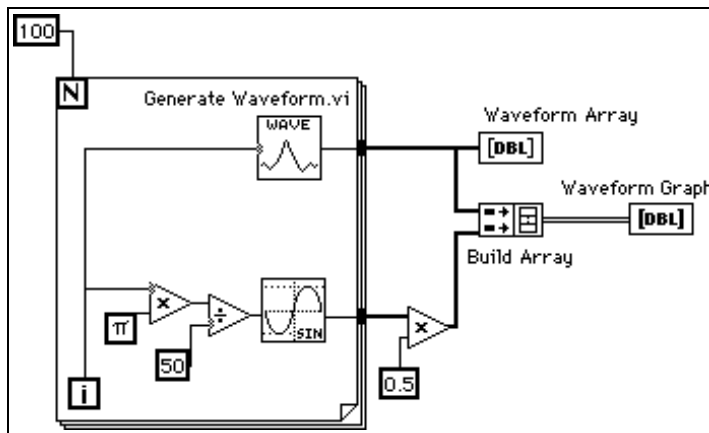 100
N
Generate Waveform.vi
WAVE
Waveform Array
[DBL]
Waveform Graph
[DBL]
Build Array
x
π
÷
50
SIN
x
0.5
i